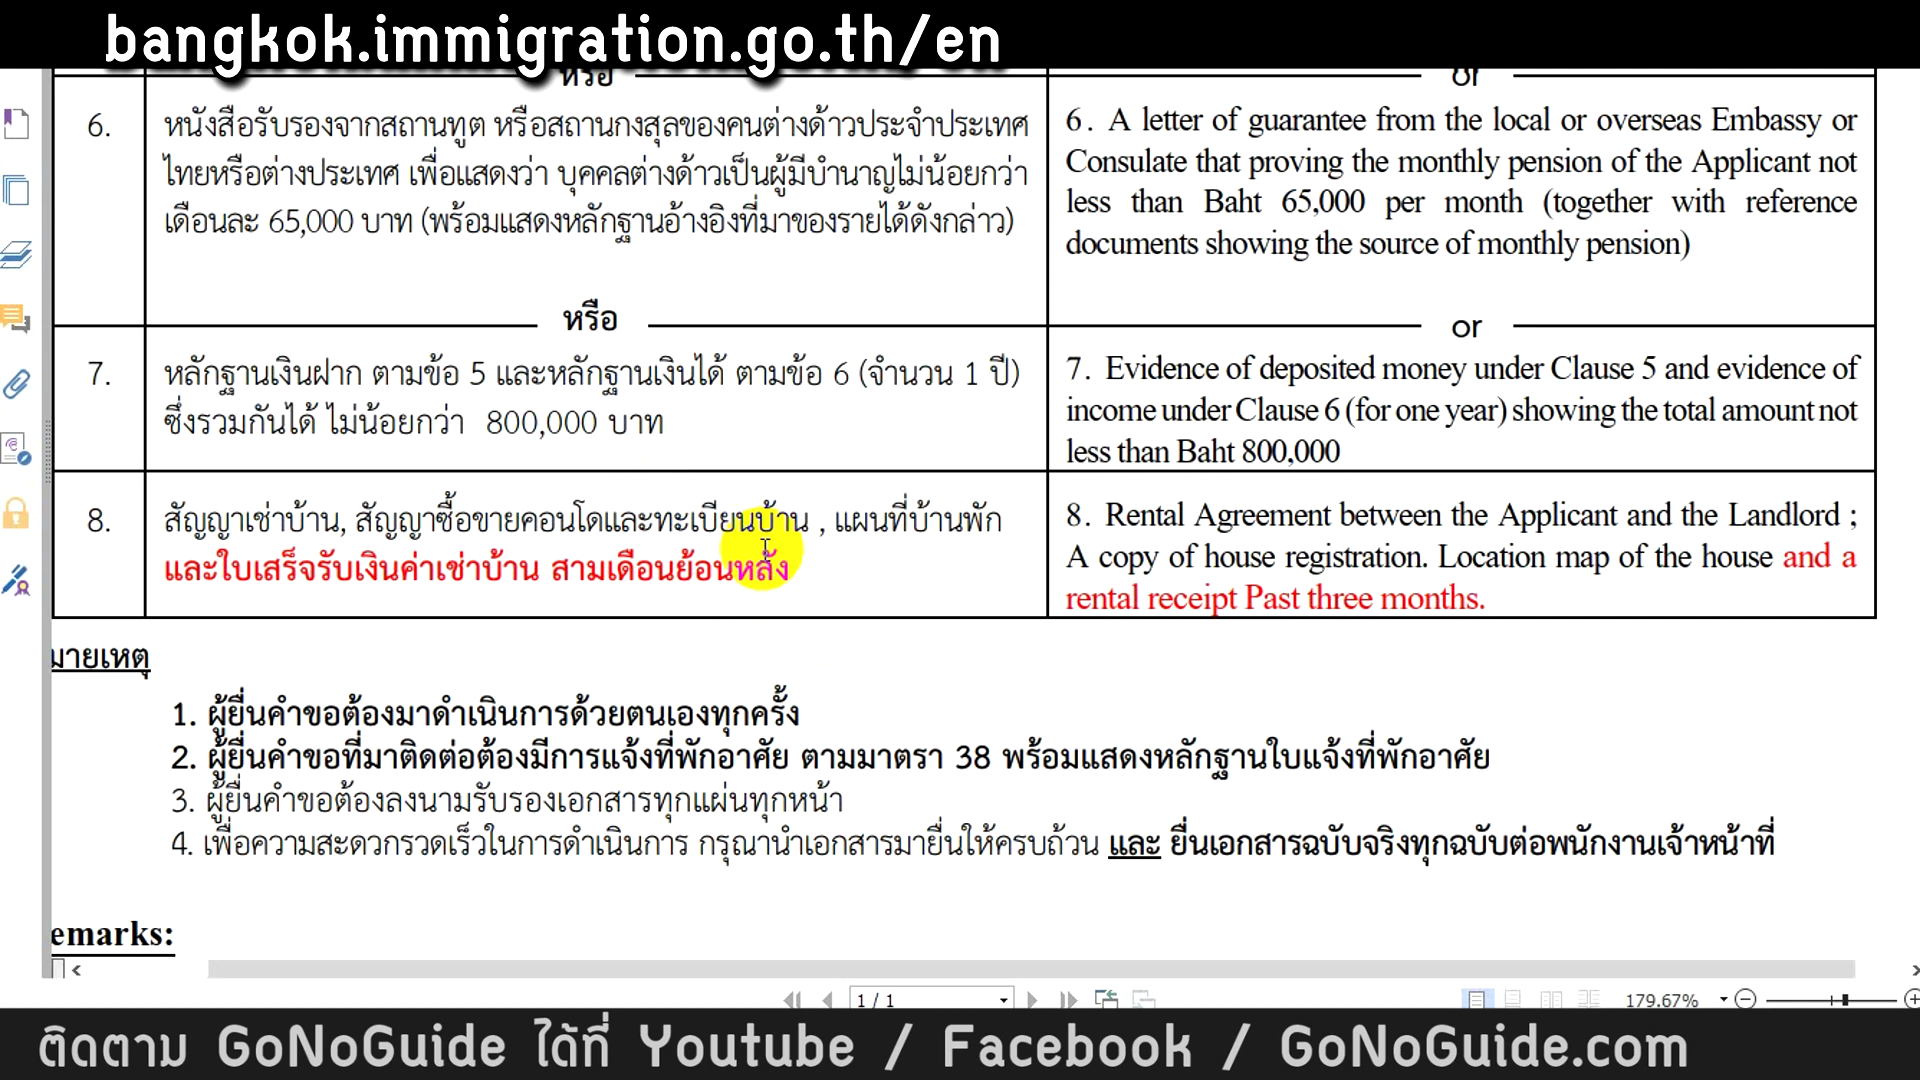 bangkok.immigration.go.th/en
หรือ
or
6.
หนังสือรับรองจากสถานทูต หรือสถานกงสุลของคนต่างด้าวประจำประเทศ
ไทยหรือต่างประเทศ เพื่อแสดงว่า บุคคลต่างด้าวเป็นผู้มีบำนาญไม่น้อยกว่า
เดือนละ 65,000 บาท (พร้อมแสดงหลักฐานอ้างอิงที่มาของรายได้ดังกล่าว)
6. A letter of guarantee from the local or overseas Embassy or
Consulate that proving the monthly pension of the Applicant not
less than Baht 65,000 per month (together with reference
documents showing the source of monthly pension)
หรือ
or
7.
หลักฐานเงินฝาก ตามข้อ 5 และหลักฐานเงินได้ ตามข้อ 6 (จำนวน 1 ปี)
ซึ่งรวมกันได้ ไม่น้อยกว่า 800,000 บาท
7. Evidence of deposited money under Clause 5 and evidence of
income under Clause 6 (for one year) showing the total amount not
less than Baht 800,000
8.
สัญญาเช่าบ้าน, สัญญาซื้อขายคอนโดและทะเบียนบ้าน , แผนที่บ้านพัก
และใบเสร็จรับเงินค่าเช่าบ้าน สามเดือนย้อนหลัง
8. Rental Agreement between the Applicant and the Landlord ;
A copy of house registration. Location map of the house and a
rental receipt Past three months.
มายเหตุ
1. ผู้ยื่นคำขอต้องมาดำเนินการด้วยตนเองทุกครั้ง
2. ผู้ยื่นคำขอที่มาติดต่อต้องมีการแจ้งที่พักอาศัย ตามมาตรา 38 พร้อมแสดงหลักฐานใบแจ้งที่พักอาศัย
3. ผู้ยื่นคำขอต้องลงนามรับรองเอกสารทุกแผ่นทุกหน้า
4. เพื่อความสะดวกรวดเร็วในการดำเนินการ กรุณานำเอกสารมายื่นให้ครบถ้วน และ ยื่นเอกสารฉบับจริงทุกฉบับต่อพนักงานเจ้าหน้าที่
emarks:
1 / 1
179.67%
ติดตาม GoNoGuide ได้ที่ Youtube / Facebook / GoNoGuide.com